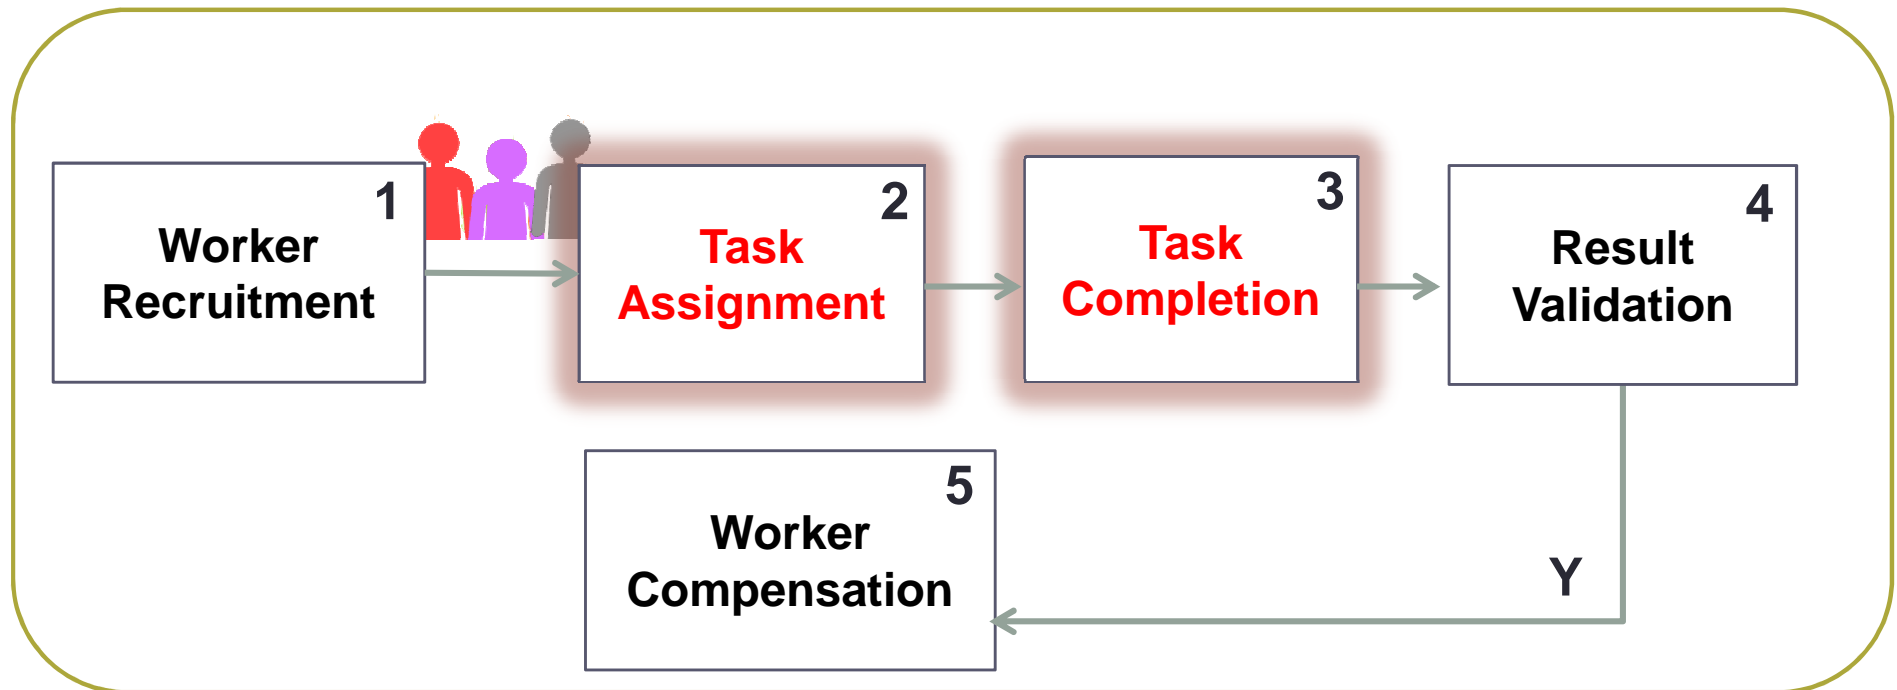 1
Worker
Recruitment
2
Task
Assignment
3
Task
Completion
4
Result
Validation
5
Worker
Compensation
Y